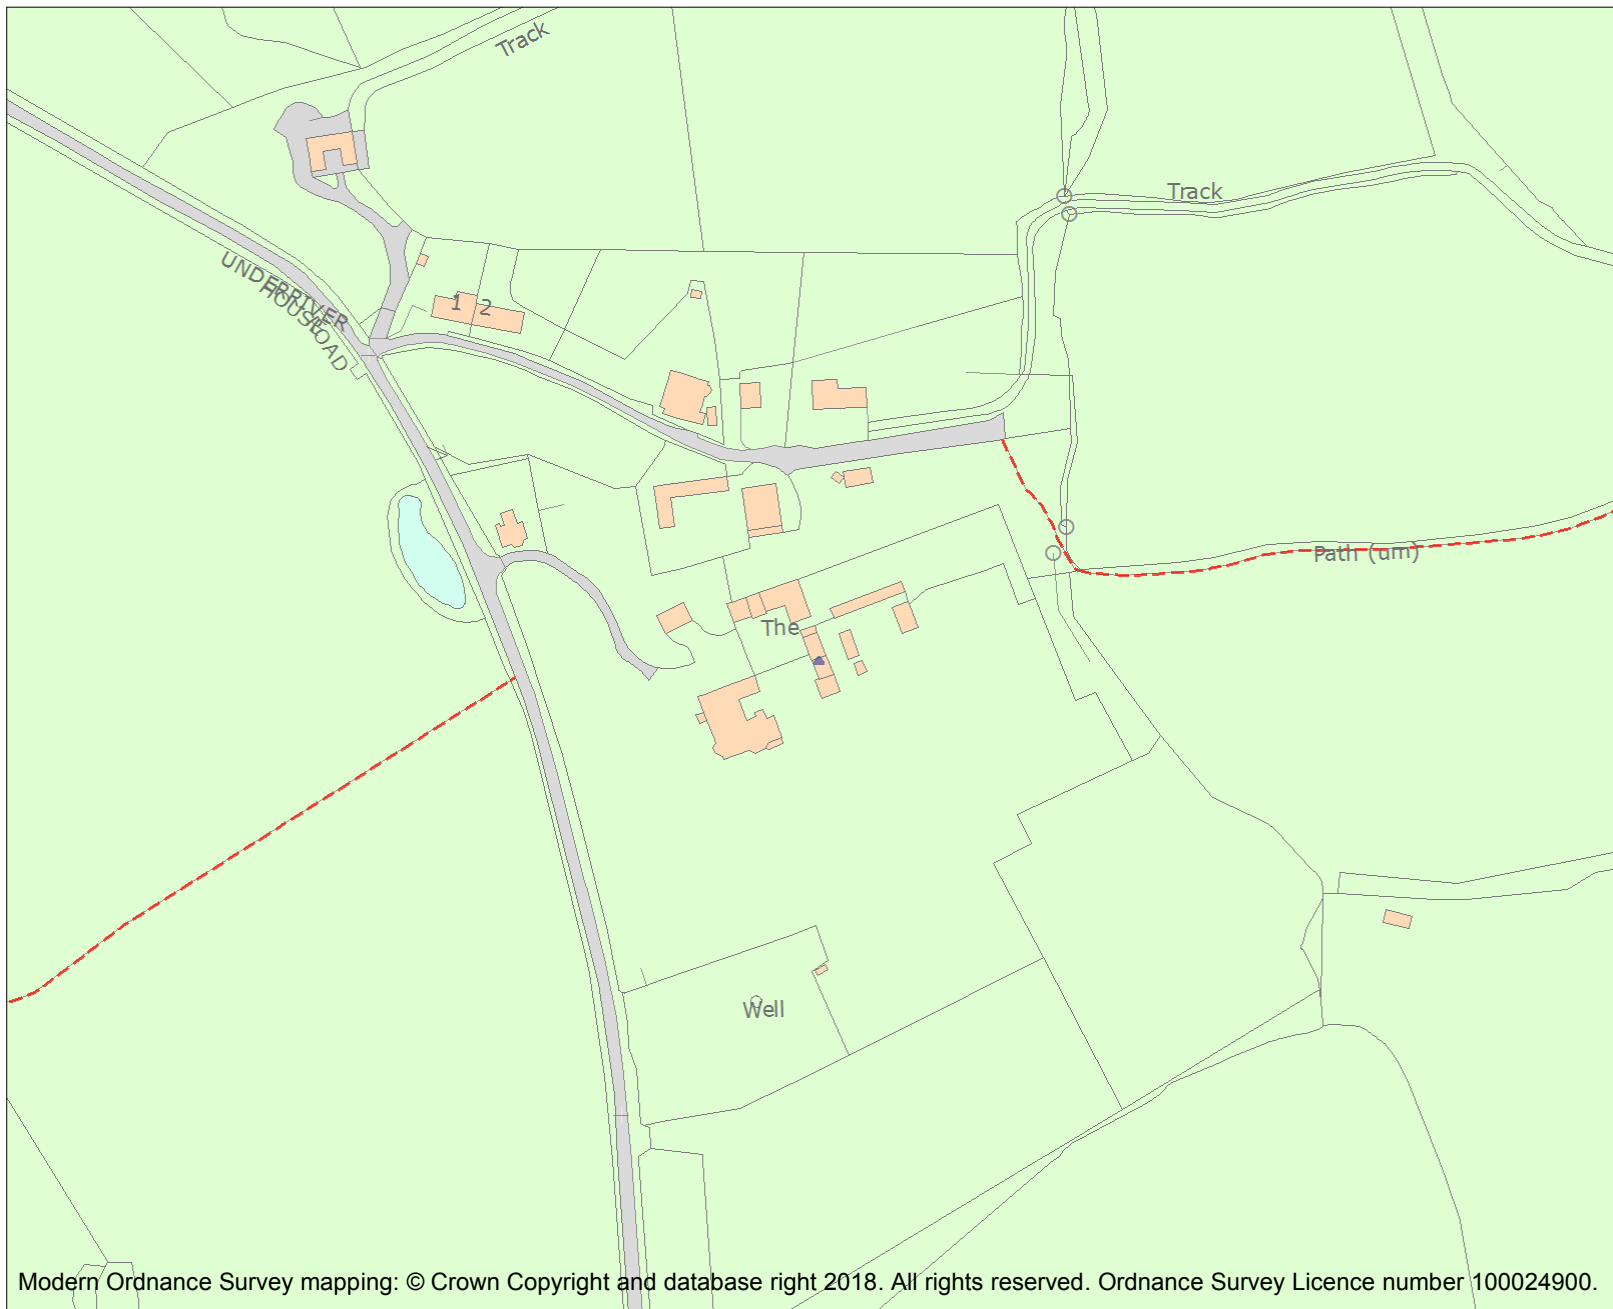 Track
Track
UNDERRIVER
HOUSE
ROAD
1 2
Path (um)
The
Well
Modern Ordnance Survey mapping: © Crown Copyright and database right 2018. All rights reserved. Ordnance Survey Licence number 100024900.